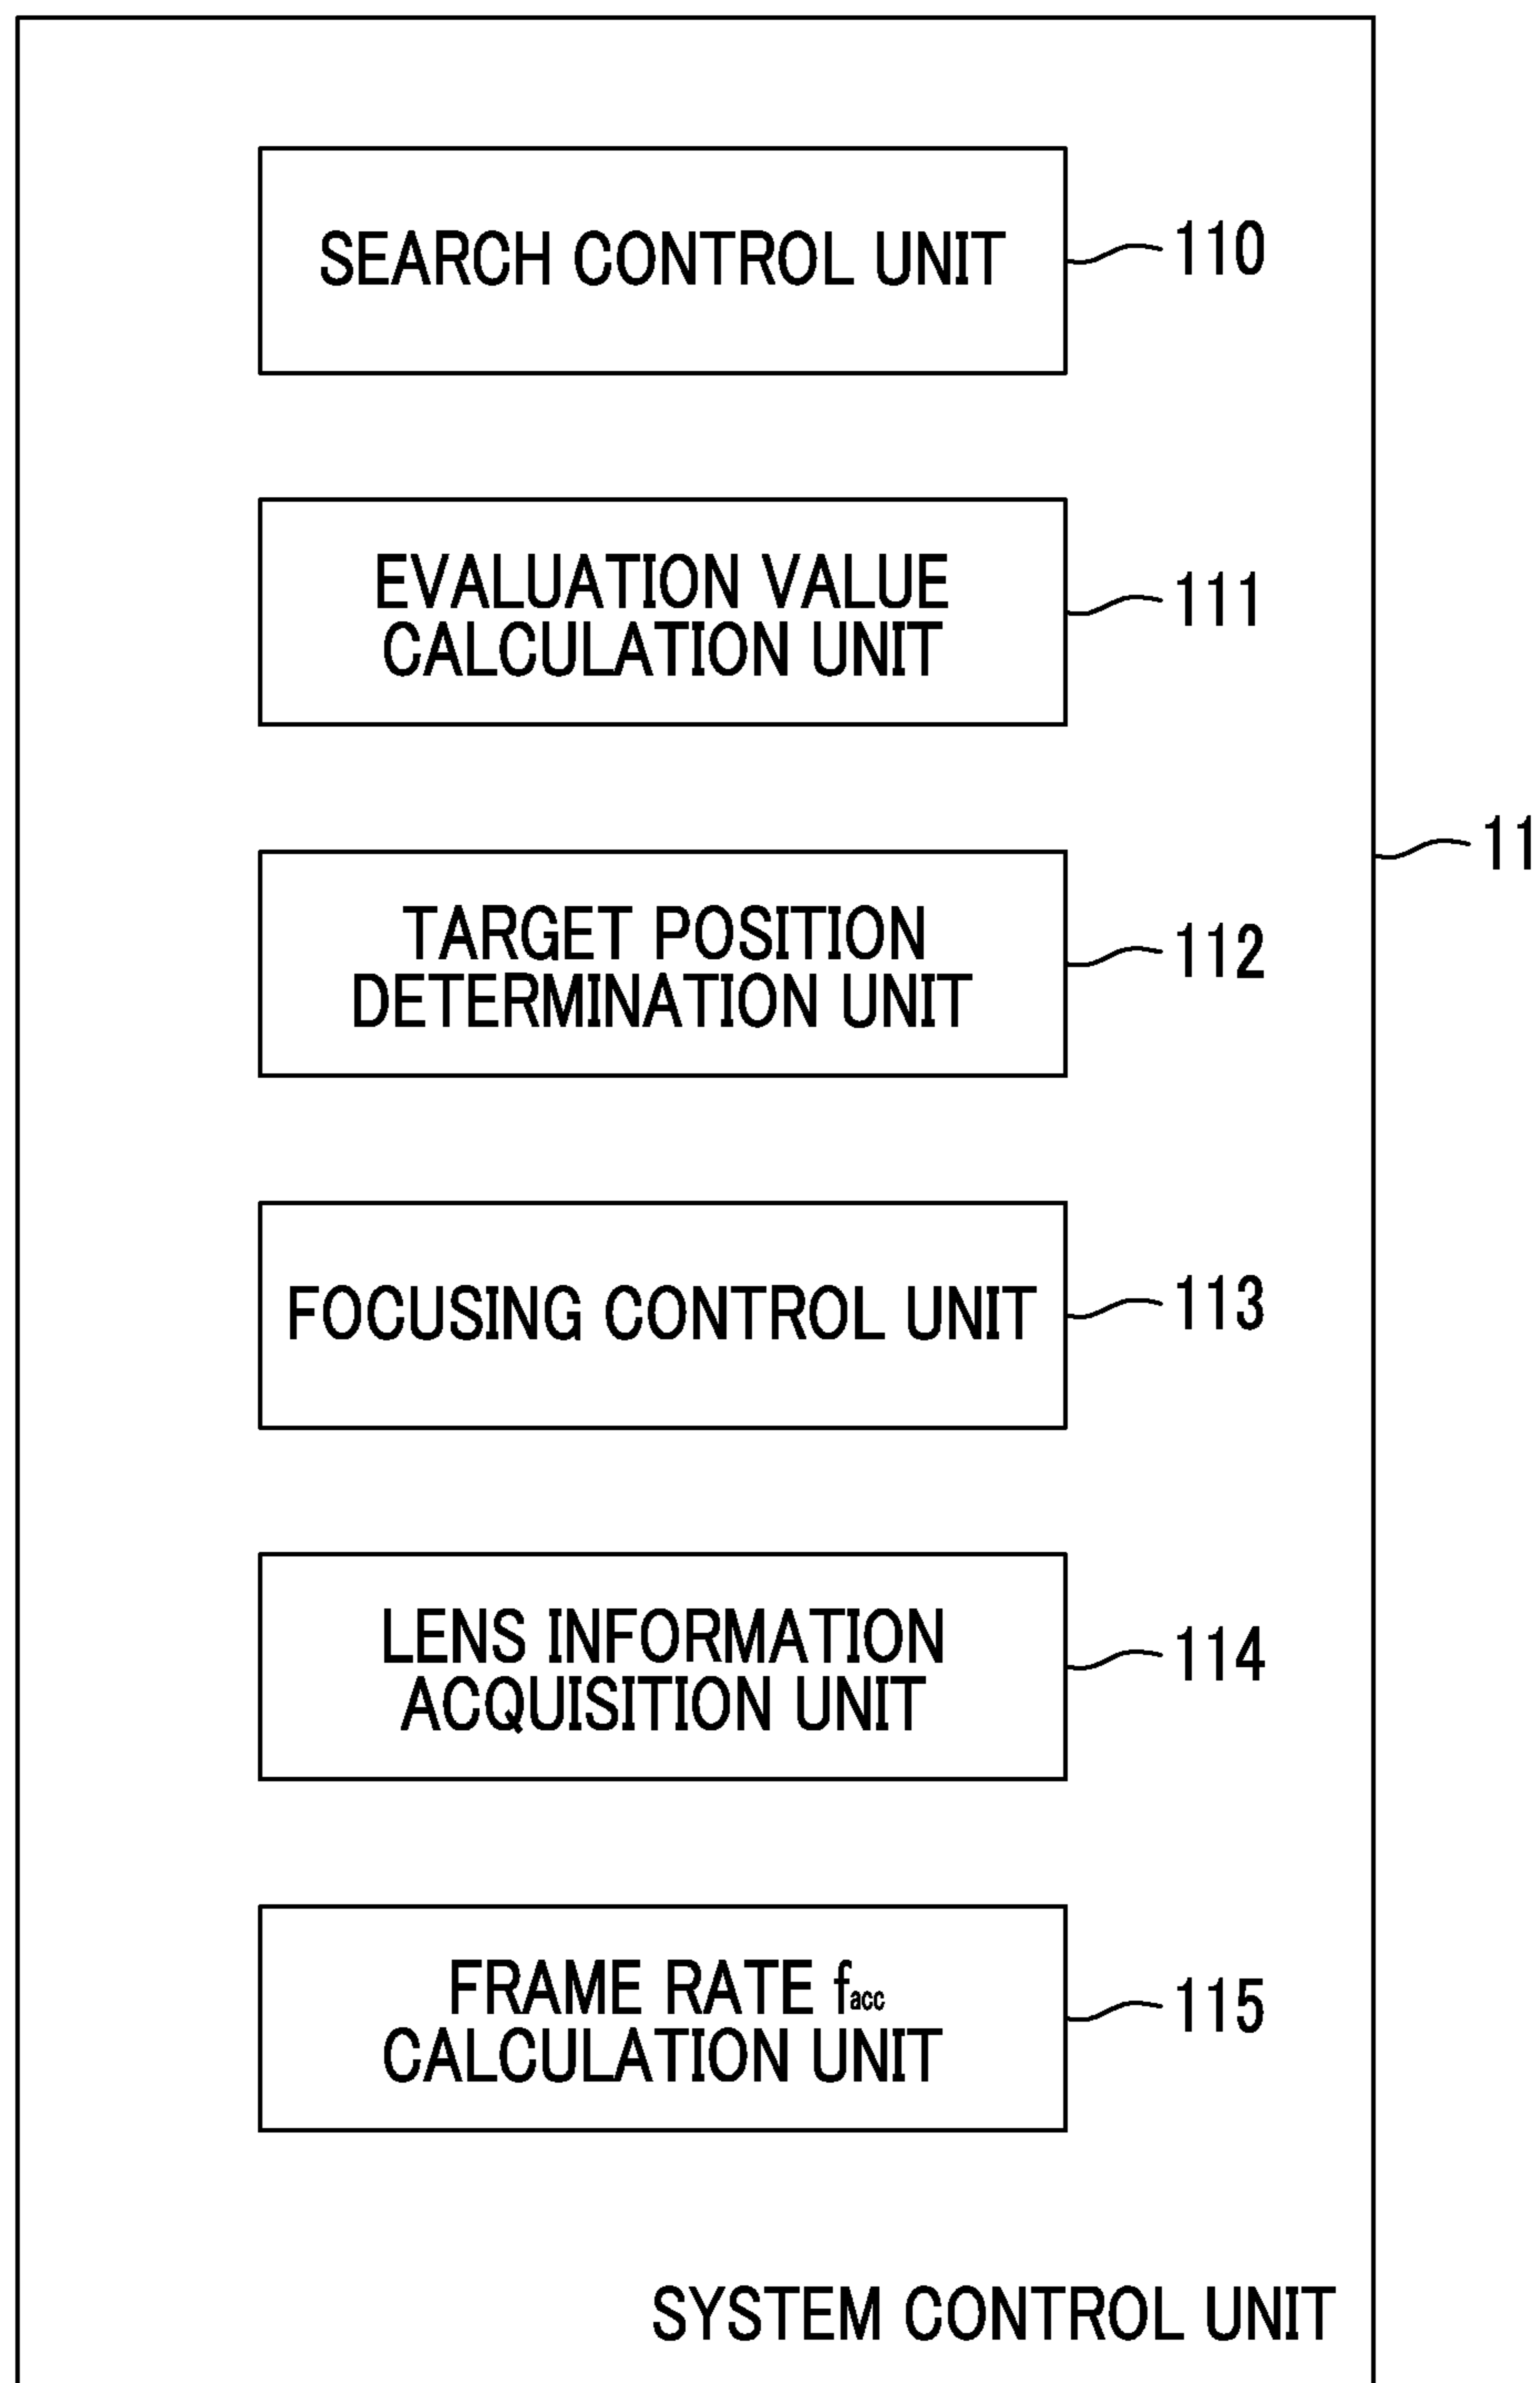 SEARCH CONTROL UNIT
110
EVALUATION VALUE
CALCULATION UNIT
111
11
TARGET POSITION
DETERMINATION UNIT
112
FOCUSING CONTROL UNIT
113
LENS INFORMATION
ACQUISITION UNIT
114
FRAME RATE facc
CALCULATION UNIT
115
SYSTEM CONTROL UNIT